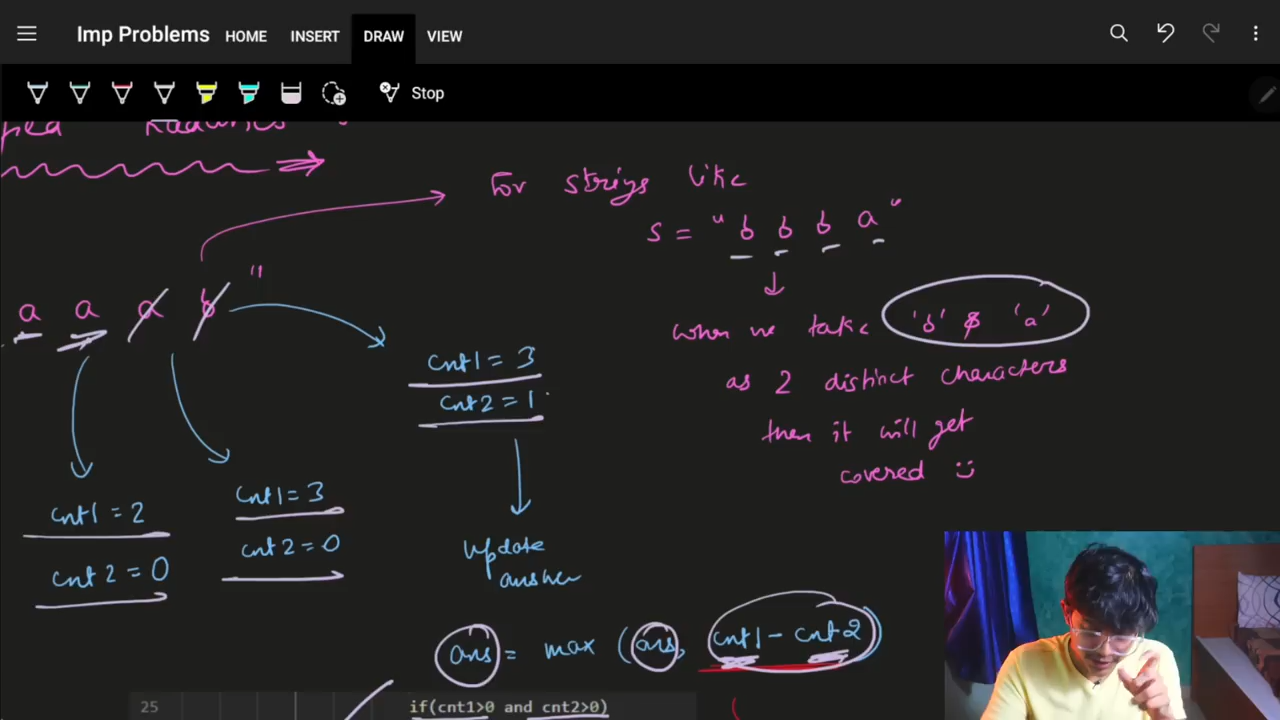 Imp Problems HOME INSERT DRAW VIEW
Stop
For strings like
s = "b b b a"
a a a b "
when we take 'b' & 'a'
as 2 distinct characters
then it will get
covered
cnt1 = 3
cnt2 = 1
cnt1 = 3
cnt2 = 0
cnt1 = 2
cnt2 = 0
update
answer
ans = max (ans, cnt1 - cnt2)
25 if(cnt1>0 and cnt2>0)